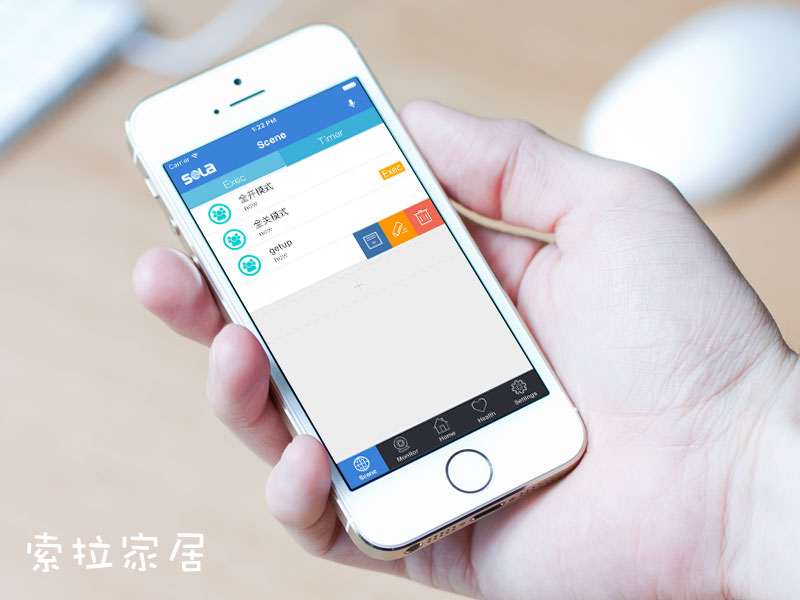 Carrier 1:22 PM
SOLA Scene
Exec Timer
全开模式
now
Exec
全关模式
now
getup
now
Scene Monitor Home Health Settings
索拉家居